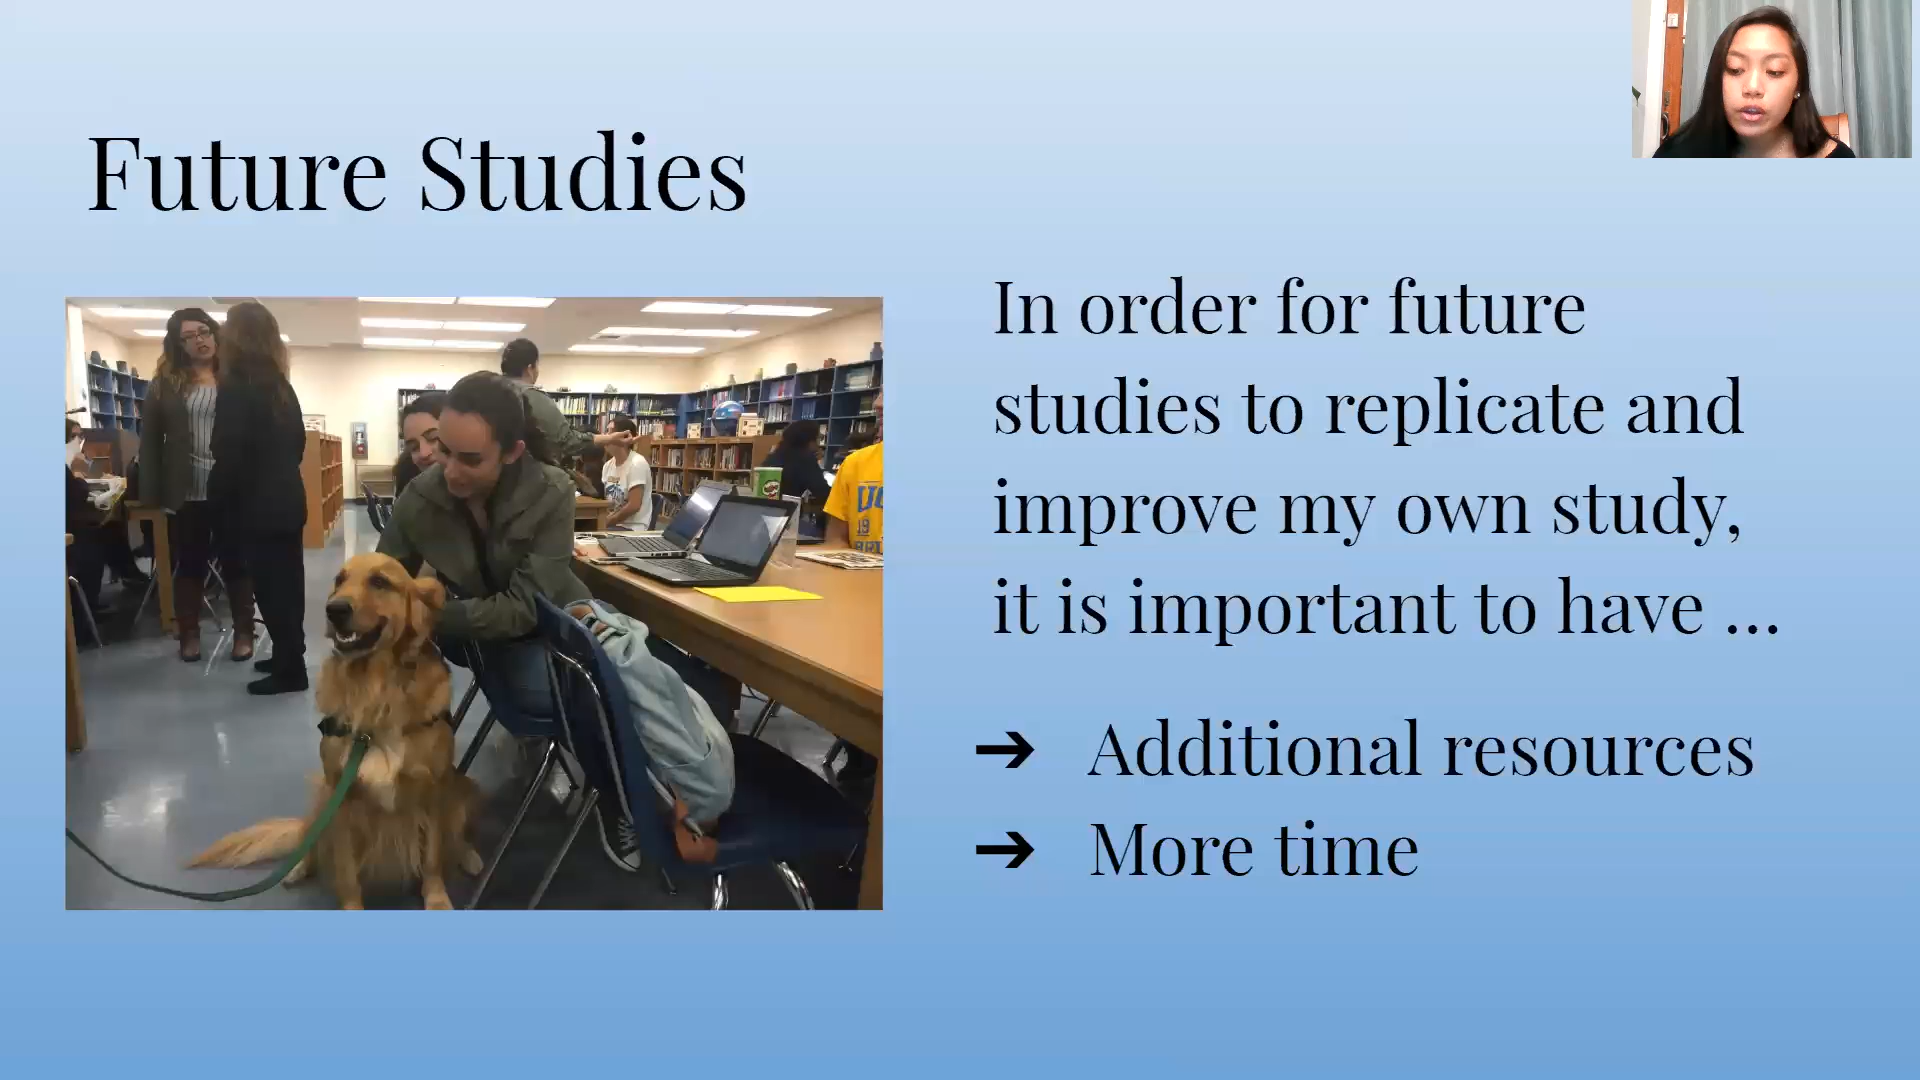 Future Studies
In order for future
studies to replicate and
improve my own study,
it is important to have ...
➔ Additional resources
➔ More time
19